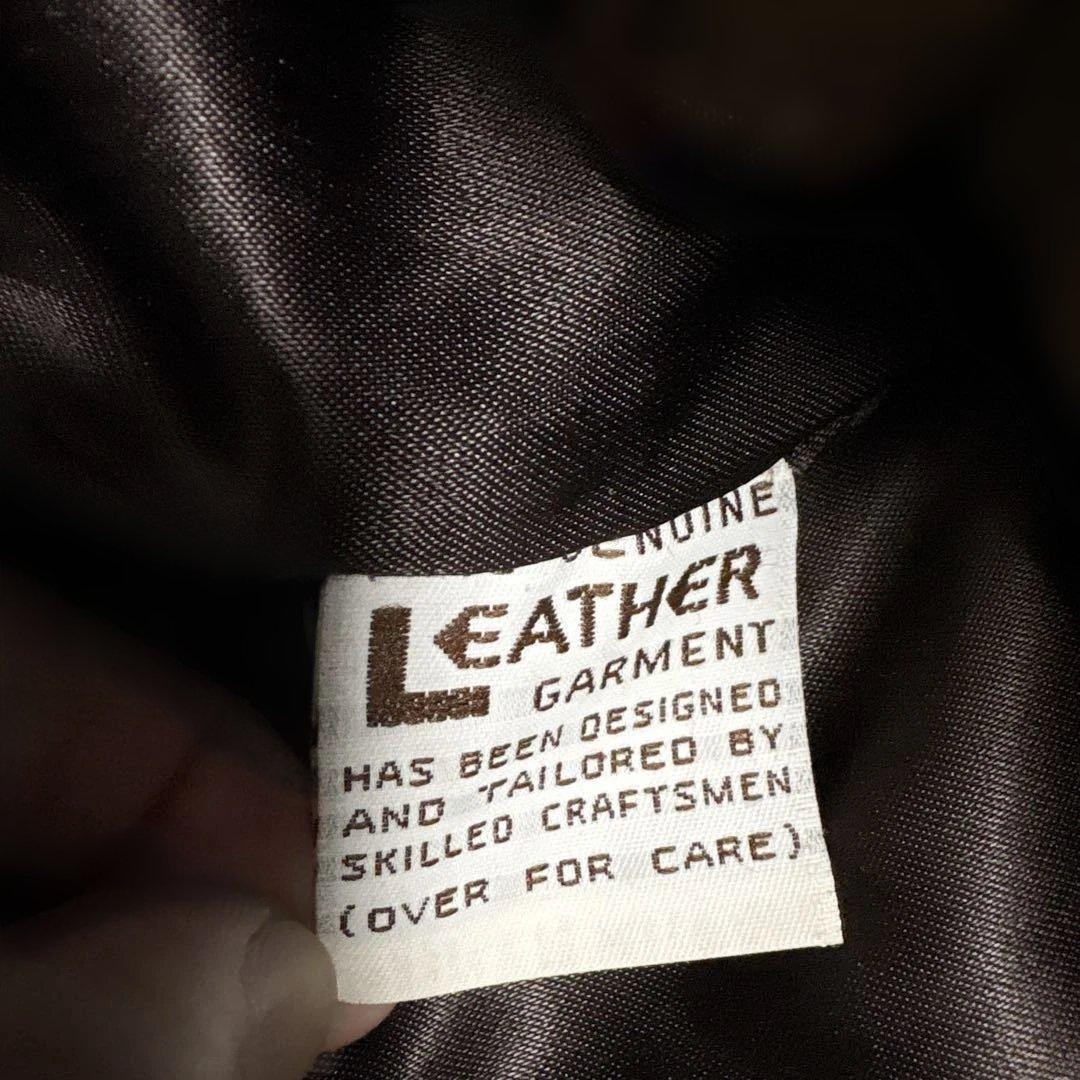 GENUINE
LEATHER
GARMENT
HAS BEEN DESIGNED
AND TAILORED BY
SKILLED CRAFTSMEN
(OVER FOR CARE)